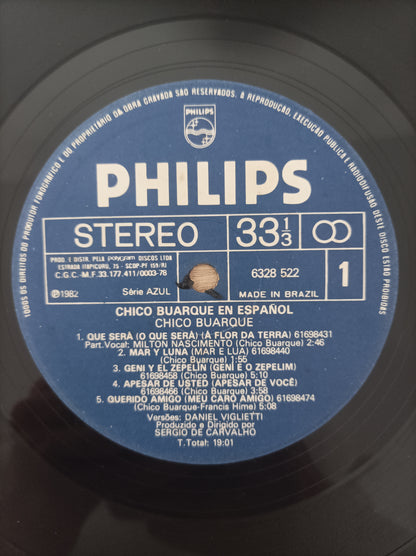 TODOS OS DIREITOS DO PRODUTOR FONOGRÁFICO E DO PROPRIETÁRIO DA OBRA GRAVADA SÃO RESERVADOS. A REPRODUÇÃO, EXECUÇÃO PÚBLICA E RADIODIFUSÃO DESTE DISCO ESTÃO PROIBIDAS
PHILIPS
PHILIPS
STEREO 33 1/3
PROD. E DISTR. PELA polygram DISCOS LTDA
ESTRADA ITAPICURU, 75 - SCDP-PF 159/RJ
C.G.C.-M.F. 33.177.411/0003-78
6328 522
1
℗1982 Série AZUL MADE IN BRAZIL
CHICO BUARQUE EN ESPAÑOL
CHICO BUARQUE
1. QUE SERÁ (O QUE SERÁ) (À FLOR DA TERRA) 61698431
Part. Vocal: MILTON NASCIMENTO (Chico Buarque) 2:46
2. MAR Y LUNA (MAR E LUA) 61698440
(Chico Buarque) 1:55
3. GENI Y EL ZEPELIN (GENI E O ZEPELIM)
61698458 (Chico Buarque) 5:10
4. APESAR DE USTED (APESAR DE VOCÊ)
61698466 (Chico Buarque) 3:58
5. QUERIDO AMIGO (MEU CARO AMIGO) 61698474
(Chico Buarque-Francis Hime) 5:08
Versões: DANIEL VIGLIETTI
Produzido e Dirigido por
SERGIO DE CARVALHO
T.Total: 19:01